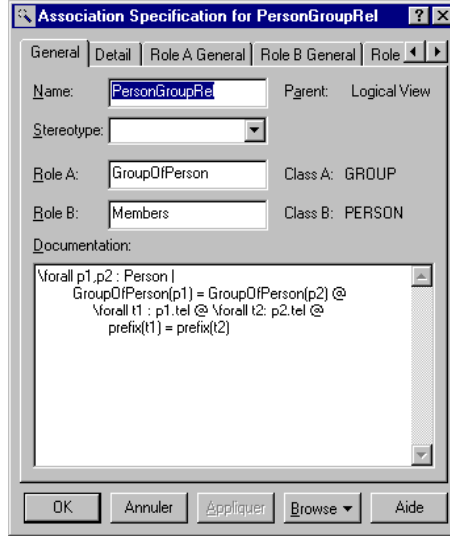 Association Specification for PersonGroupRel
General Detail Role A General Role B General Role
Name: PersonGroupRel Parent: Logical View
Stereotype:
Role A: GroupOfPerson Class A: GROUP
Role B: Members Class B: PERSON
Documentation:
\forall p1,p2 : Person |
GroupOfPerson(p1) = GroupOfPerson(p2) @
\forall t1 : p1.tel @ \forall t2: p2.tel @
prefix(t1) = prefix(t2)
OK Annuler Appliquer Browse Aide